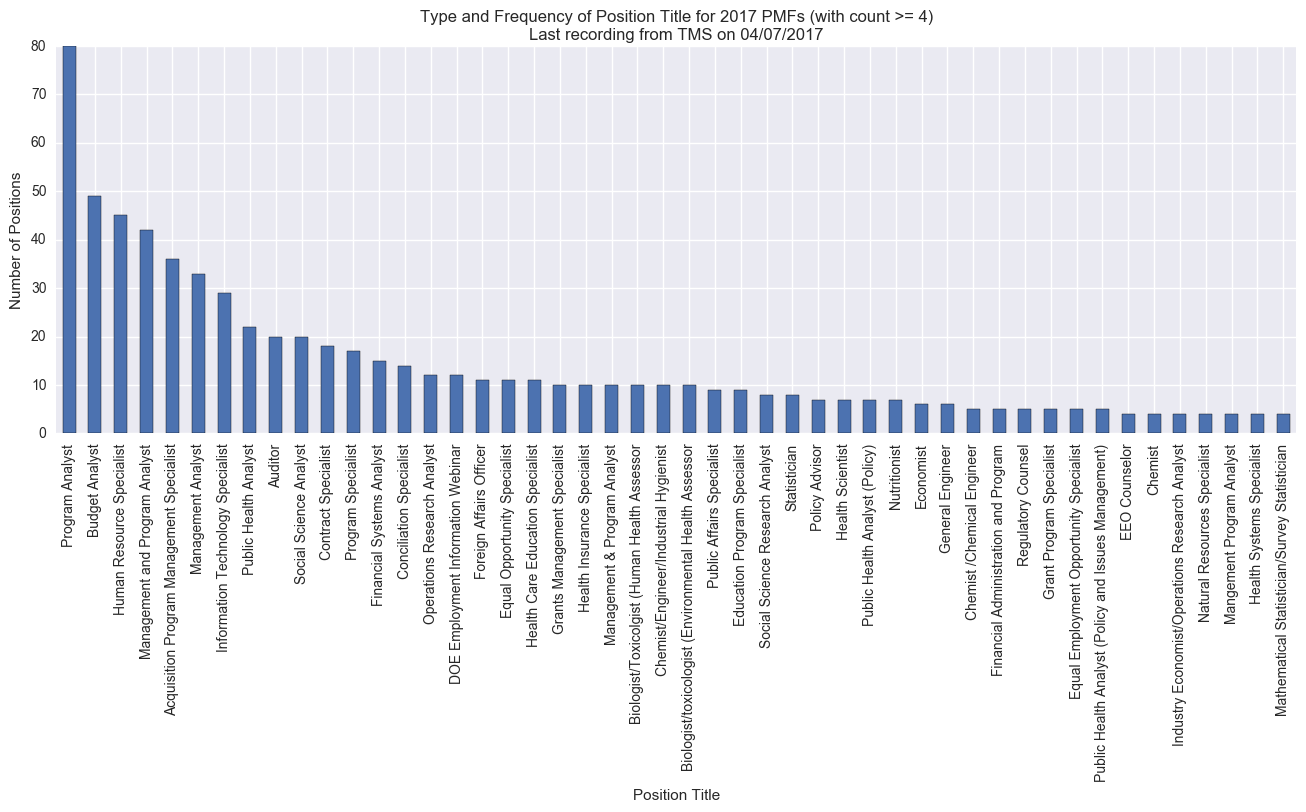 Type and Frequency of Position Title for 2017 PMFs (with count >= 4)
Last recording from TMS on 04/07/2017
Number of Positions
80
70
60
50
40
30
20
10
0
Program Analyst
Budget Analyst
Human Resource Specialist
Management and Program Analyst
Acquisition Program Management Specialist
Management Analyst
Information Technology Specialist
Public Health Analyst
Auditor
Social Science Analyst
Contract Specialist
Program Specialist
Financial Systems Analyst
Conciliation Specialist
Operations Research Analyst
DOE Employment Information Webinar
Foreign Affairs Officer
Equal Opportunity Specialist
Health Care Education Specialist
Grants Management Specialist
Health Insurance Specialist
Management & Program Analyst
Biologist/Toxicolgist (Human Health Assessor
Chemist/Engineer/Industrial Hygienist
Biologist/toxicologist (Environmental Health Assessor
Public Affairs Specialist
Education Program Specialist
Social Science Research Analyst
Statistician
Policy Advisor
Health Scientist
Public Health Analyst (Policy)
Nutritionist
Economist
General Engineer
Chemist /Chemical Engineer
Financial Administration and Program
Regulatory Counsel
Grant Program Specialist
Equal Employment Opportunity Specialist
Public Health Analyst (Policy and Issues Management)
EEO Counselor
Chemist
Industry Economist/Operations Research Analyst
Natural Resources Specialist
Mangement Program Analyst
Health Systems Specialist
Mathematical Statistician/Survey Statistician
Position Title